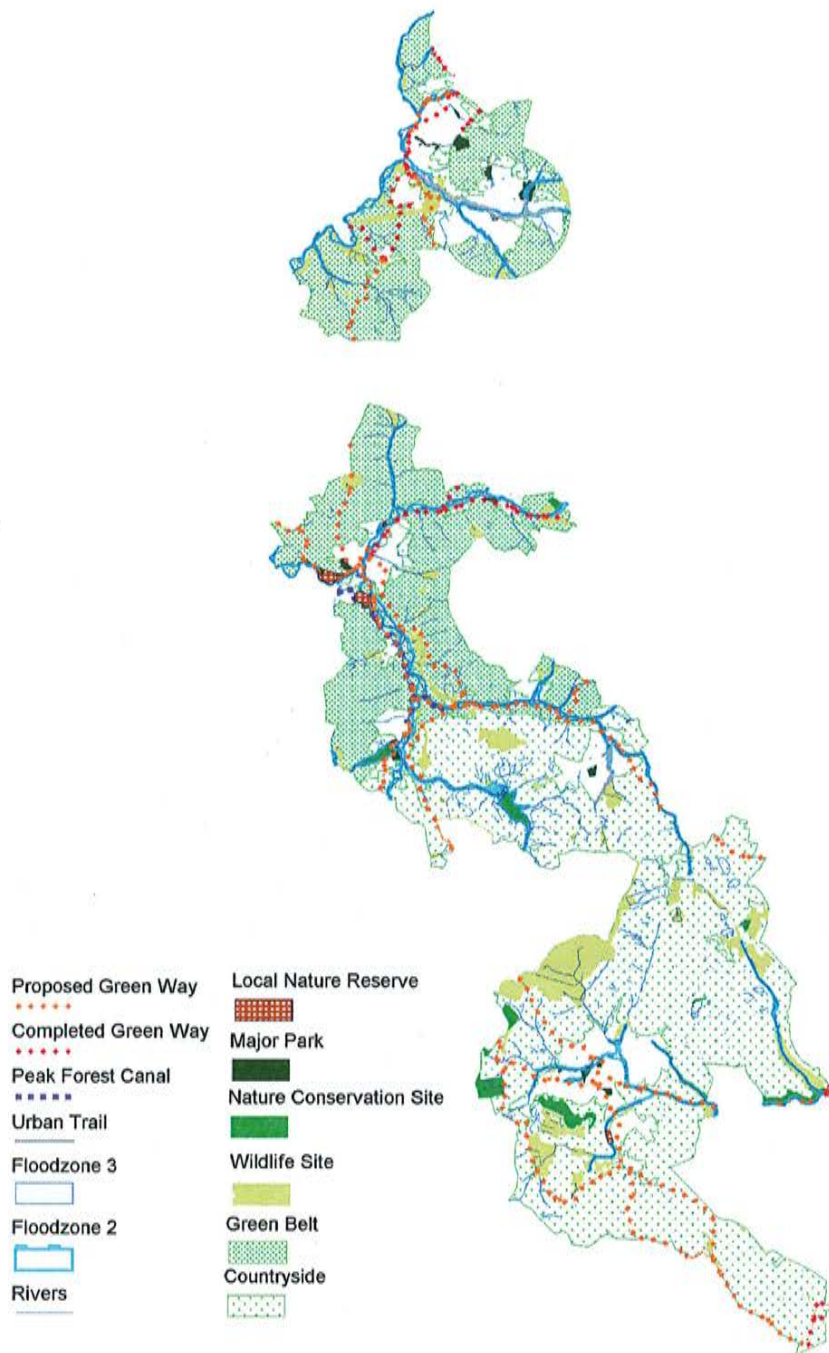 Proposed Green Way
Completed Green Way
Peak Forest Canal
Urban Trail
Floodzone 3
Floodzone 2
Rivers
Local Nature Reserve
Major Park
Nature Conservation Site
Wildlife Site
Green Belt
Countryside